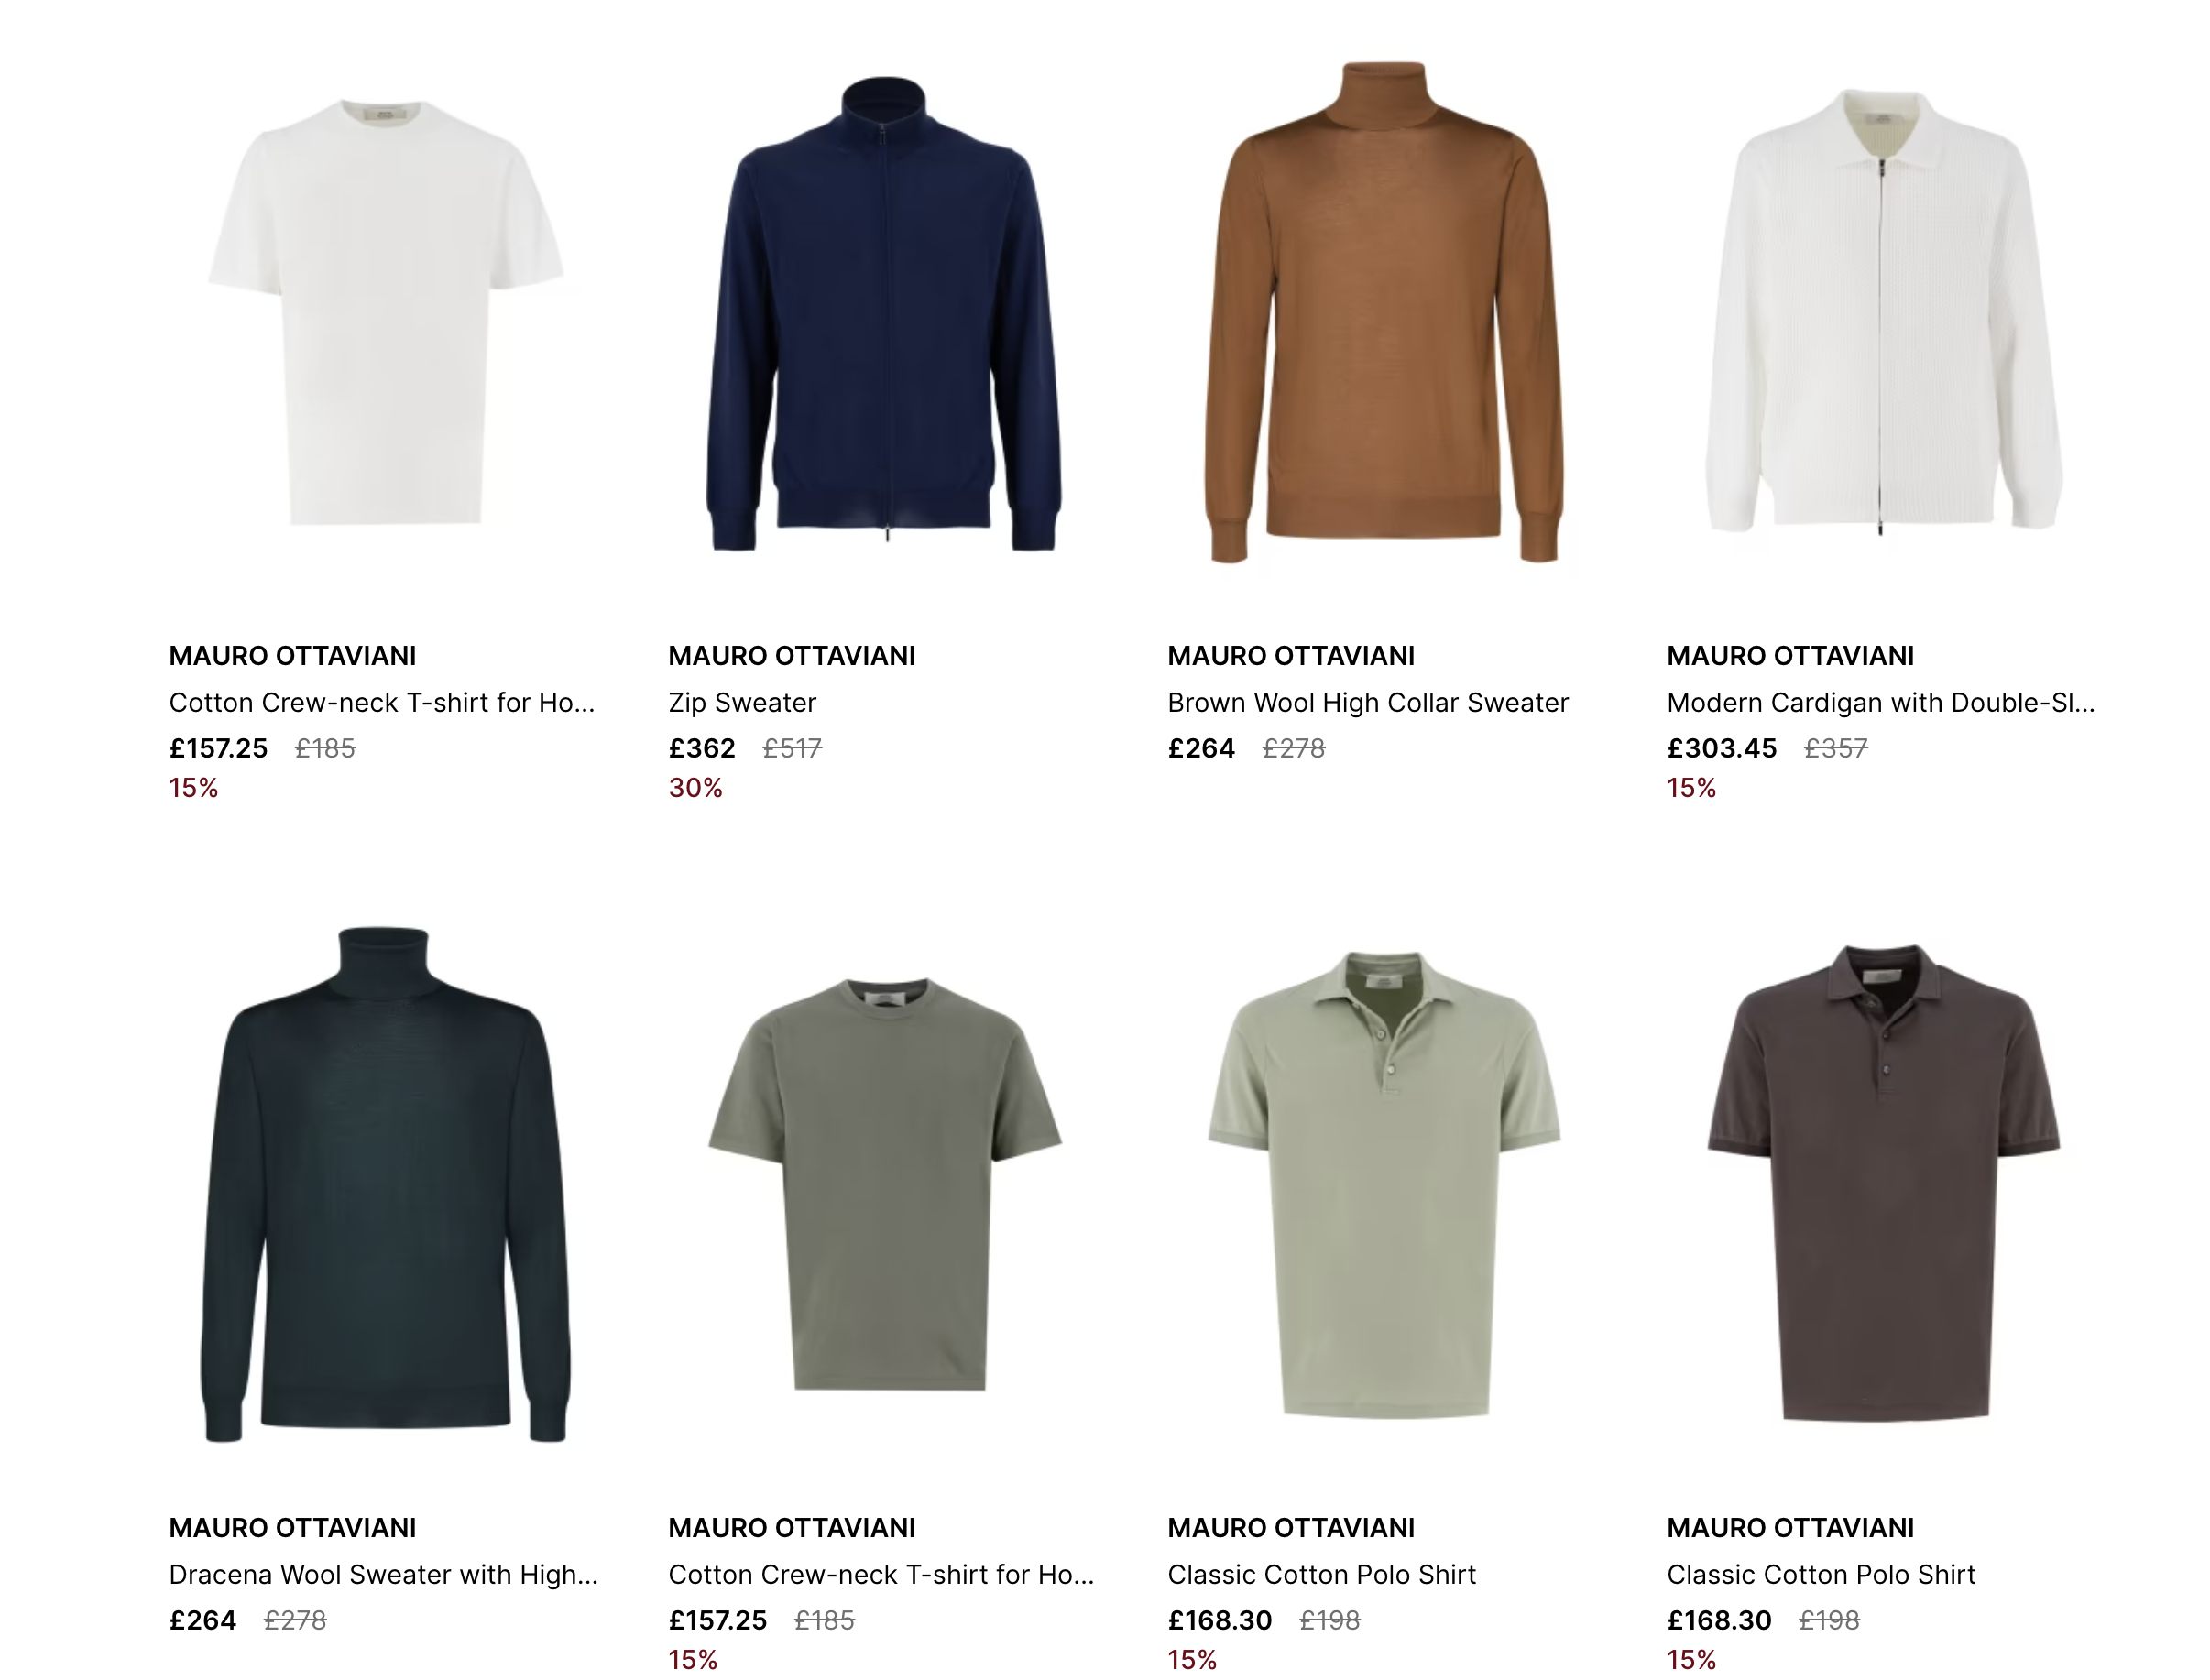 MAURO OTTAVIANI
Cotton Crew-neck T-shirt for Ho...
£157.25 £185
15%
MAURO OTTAVIANI
Zip Sweater
£362 £517
30%
MAURO OTTAVIANI
Brown Wool High Collar Sweater
£264 £278
MAURO OTTAVIANI
Modern Cardigan with Double-Sl...
£303.45 £357
15%
MAURO OTTAVIANI
Dracena Wool Sweater with High...
£264 £278
MAURO OTTAVIANI
Cotton Crew-neck T-shirt for Ho...
£157.25 £185
15%
MAURO OTTAVIANI
Classic Cotton Polo Shirt
£168.30 £198
15%
MAURO OTTAVIANI
Classic Cotton Polo Shirt
£168.30 £198
15%